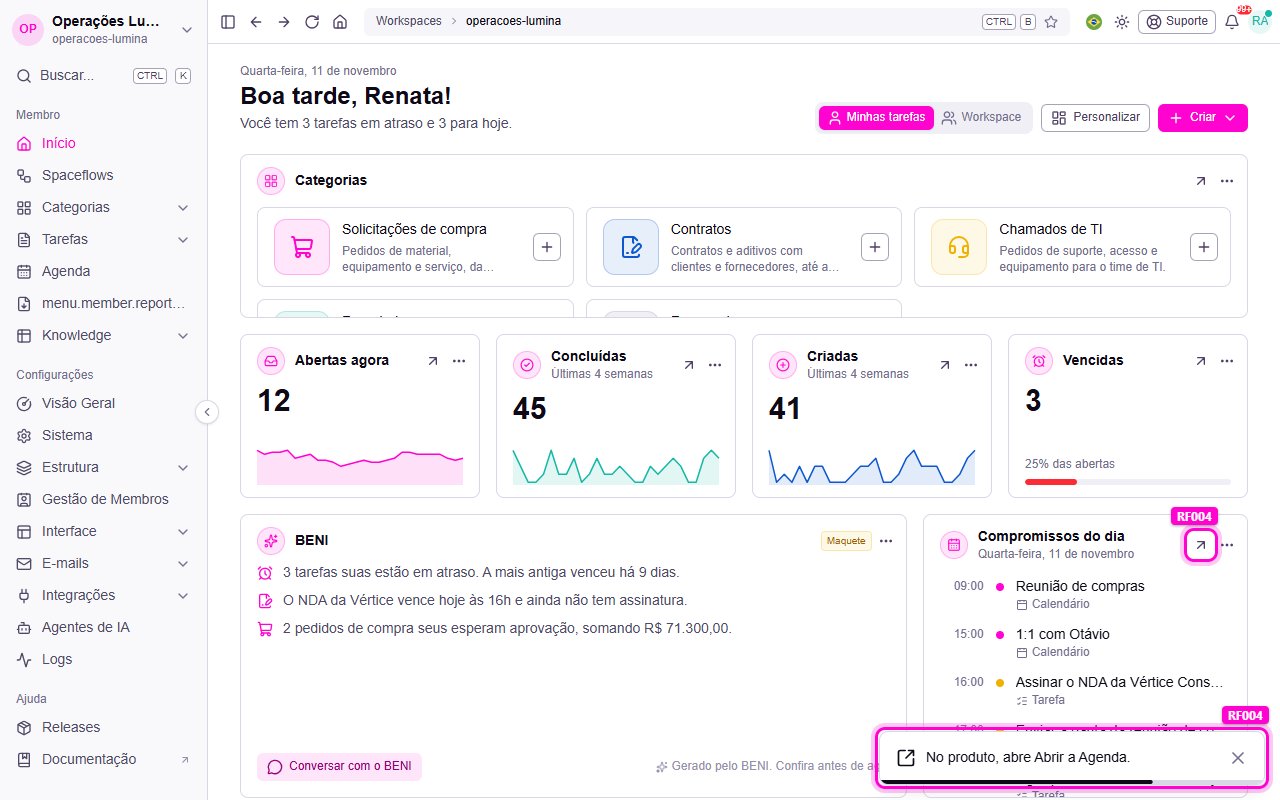 OP
Operações Lu...
operacoes-lumina
Buscar...
CTRL
K
Membro
Início
Spaceflows
Categorias
Tarefas
Agenda
menu.member.report...
Knowledge
Configurações
Visão Geral
Sistema
Estrutura
Gestão de Membros
Interface
E-mails
Integrações
Agentes de IA
Logs
Ajuda
Releases
Documentação
Workspaces
operacoes-lumina
CTRL
B
Suporte
99+
RA
Quarta-feira, 11 de novembro
Boa tarde, Renata!
Você tem 3 tarefas em atraso e 3 para hoje.
Minhas tarefas
Workspace
Personalizar
Criar
Categorias
Solicitações de compra
Pedidos de material,
equipamento e serviço, da...
Contratos
Contratos e aditivos com
clientes e fornecedores, até a...
Chamados de TI
Pedidos de suporte, acesso e
equipamento para o time de TI.
Abertas agora
12
Concluídas
Últimas 4 semanas
45
Criadas
Últimas 4 semanas
41
Vencidas
3
25% das abertas
BENI
Maquete
3 tarefas suas estão em atraso. A mais antiga venceu há 9 dias.
O NDA da Vértice vence hoje às 16h e ainda não tem assinatura.
2 pedidos de compra seus esperam aprovação, somando R$ 71.300,00.
Conversar com o BENI
Gerado pelo BENI. Confira antes de
RF004
Compromissos do dia
Quarta-feira, 11 de novembro
09:00
Reunião de compras
Calendário
15:00
1:1 com Otávio
Calendário
16:00
Assinar o NDA da Vértice Cons...
Tarefa
RF004
No produto, abre Abrir a Agenda.
Tarefa